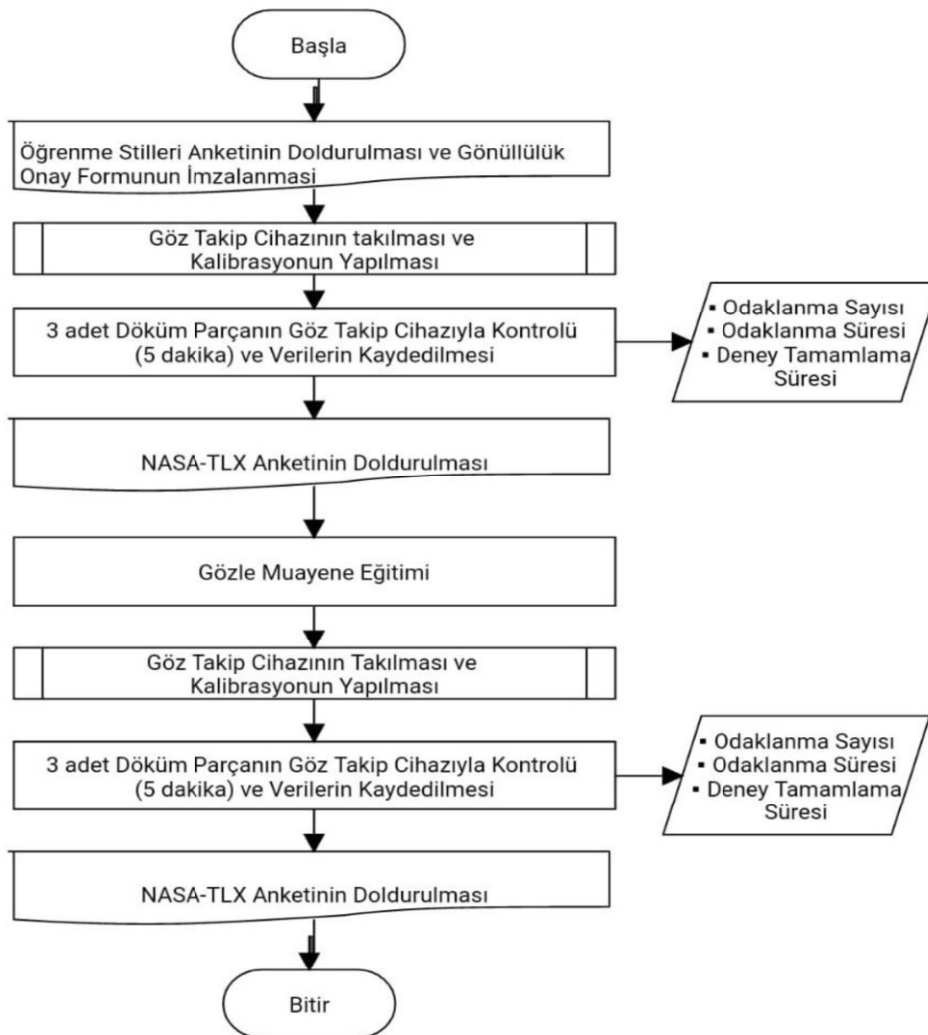 Başla
Öğrenme Stilleri Anketinin Doldurulması ve Gönüllülük
Onay Formunun İmzalanmasi
Göz Takip Cihazının takılması ve
Kalibrasyonun Yapılması
3 adet Döküm Parçanın Göz Takip Cihazıyla Kontrolü
(5 dakika) ve Verilerin Kaydedilmesi
▪ Odaklanma Sayısı
▪ Odaklanma Süresi
▪ Deney Tamamlama
Süresi
NASA-TLX Anketinin Doldurulması
Gözle Muayene Eğitimi
Göz Takip Cihazının Takılması ve
Kalibrasyonun Yapılması
3 adet Döküm Parçanın Göz Takip Cihazıyla Kontrolü
(5 dakika) ve Verilerin Kaydedilmesi
▪ Odaklanma Sayısı
▪ Odaklanma Süresi
▪ Deney Tamamlama
Süresi
NASA-TLX Anketinin Doldurulması
Bitir